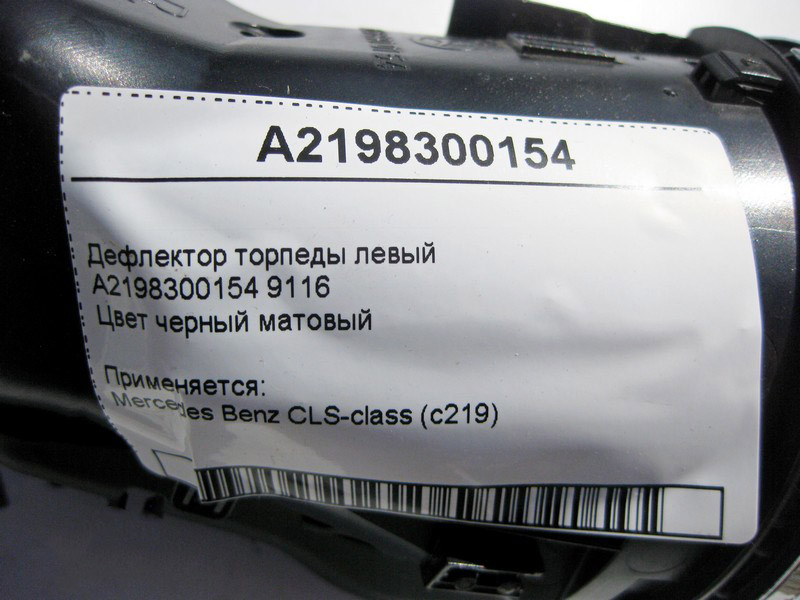 A2198300154
Дефлектор торпеды левый
A2198300154 9116
Цвет черный матовый
Применяется:
Mercedes Benz CLS-class (c219)